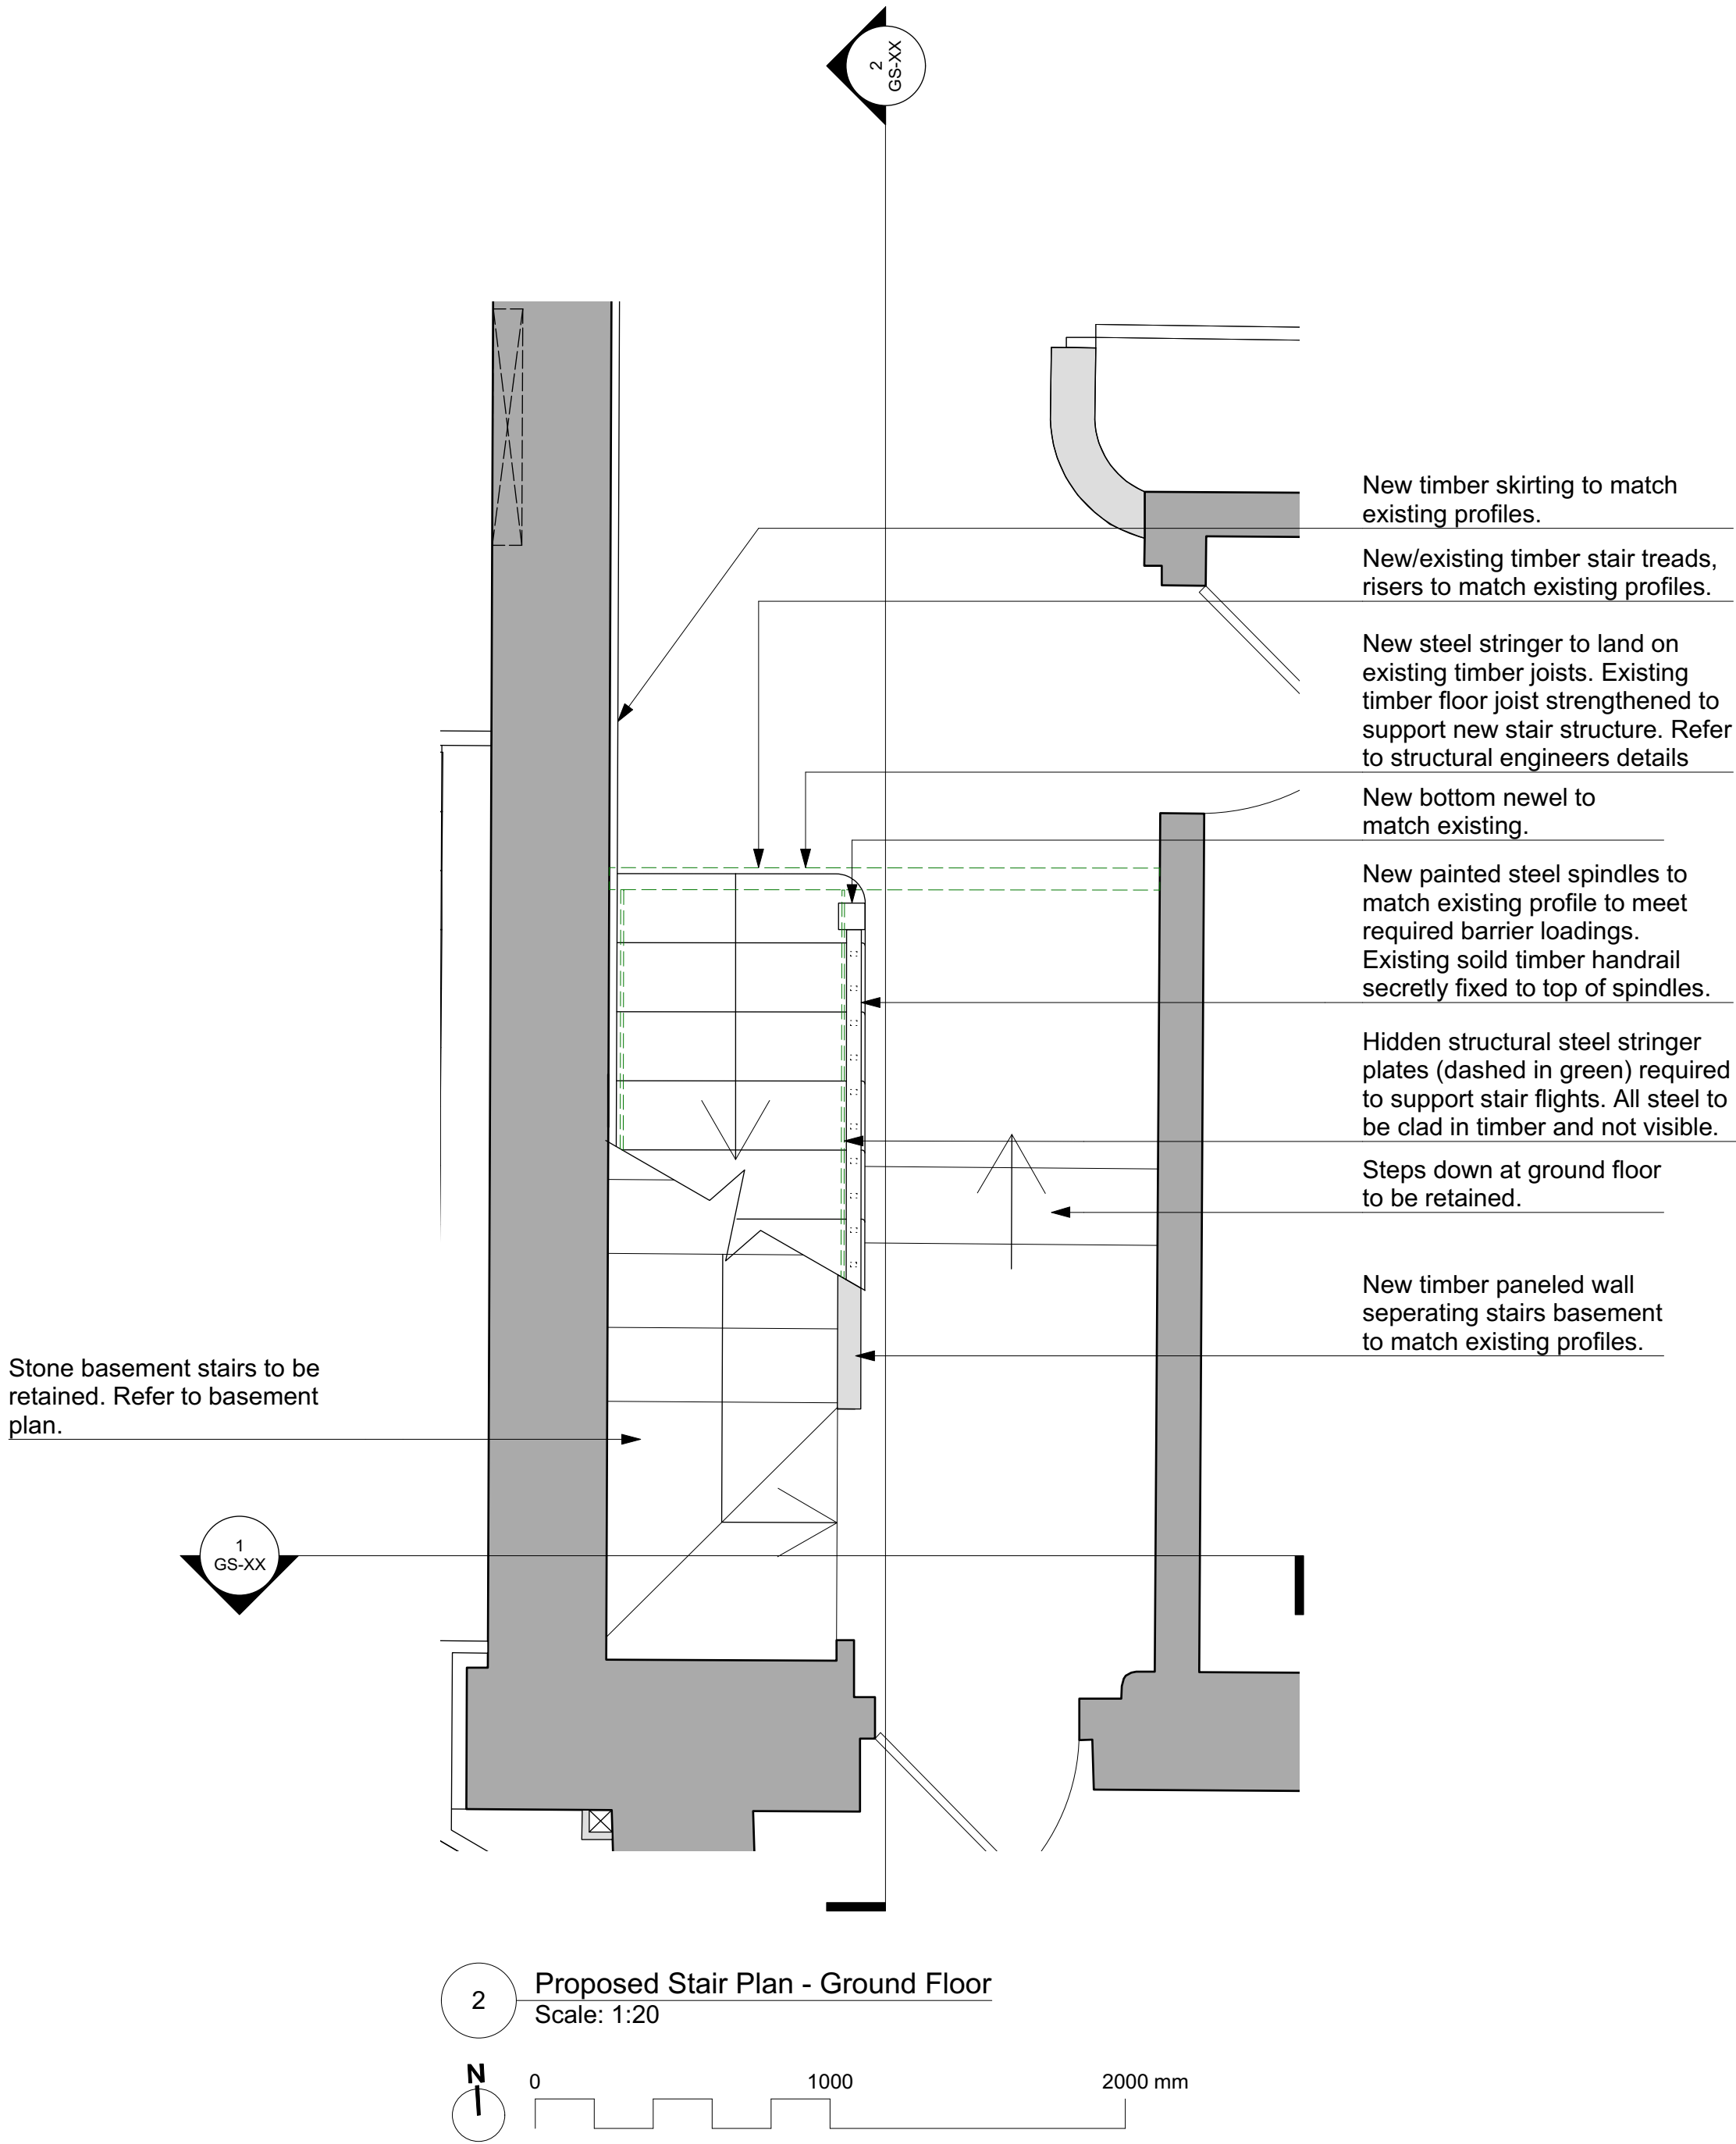 2
GS-XX
New timber skirting to match
existing profiles.
New/existing timber stair treads,
risers to match existing profiles.
New steel stringer to land on
existing timber joists. Existing
timber floor joist strengthened to
support new stair structure. Refer
to structural engineers details
New bottom newel to
match existing.
New painted steel spindles to
match existing profile to meet
required barrier loadings.
Existing soild timber handrail
secretly fixed to top of spindles.
Hidden structural steel stringer
plates (dashed in green) required
to support stair flights. All steel to
be clad in timber and not visible.
Steps down at ground floor
to be retained.
New timber paneled wall
seperating stairs basement
to match existing profiles.
Stone basement stairs to be
retained. Refer to basement
plan.
1
GS-XX
2
Proposed Stair Plan - Ground Floor
Scale: 1:20
N
0 1000 2000 mm